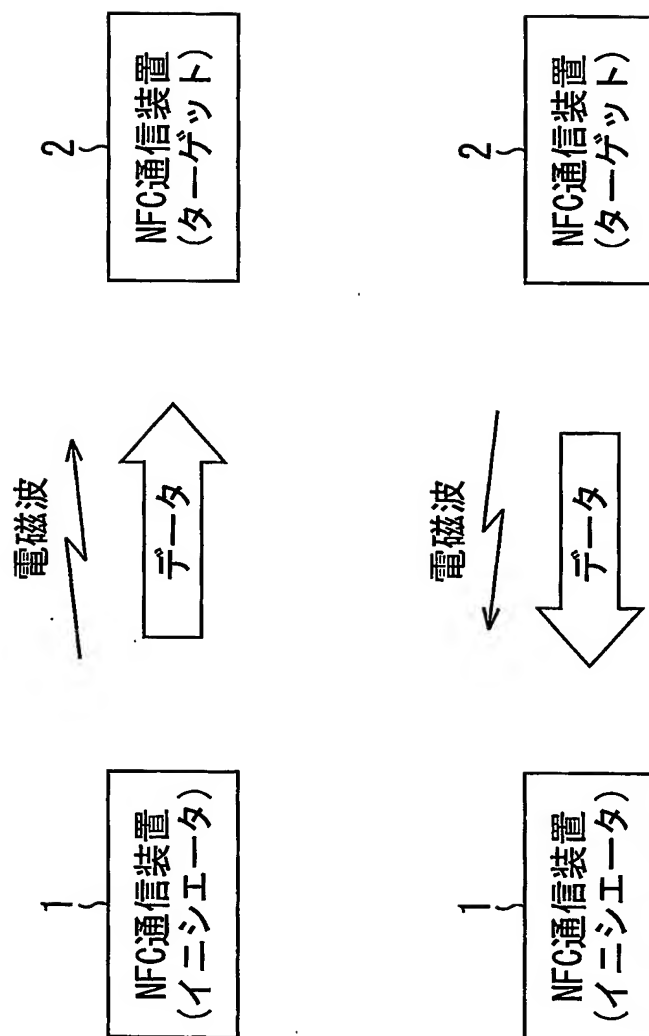 1
NFC通信装置
(イニシエータ)
電磁波
データ
2
NFC通信装置
(ターゲット)
1
NFC通信装置
(イニシエータ)
電磁波
データ
2
NFC通信装置
(ターゲット)